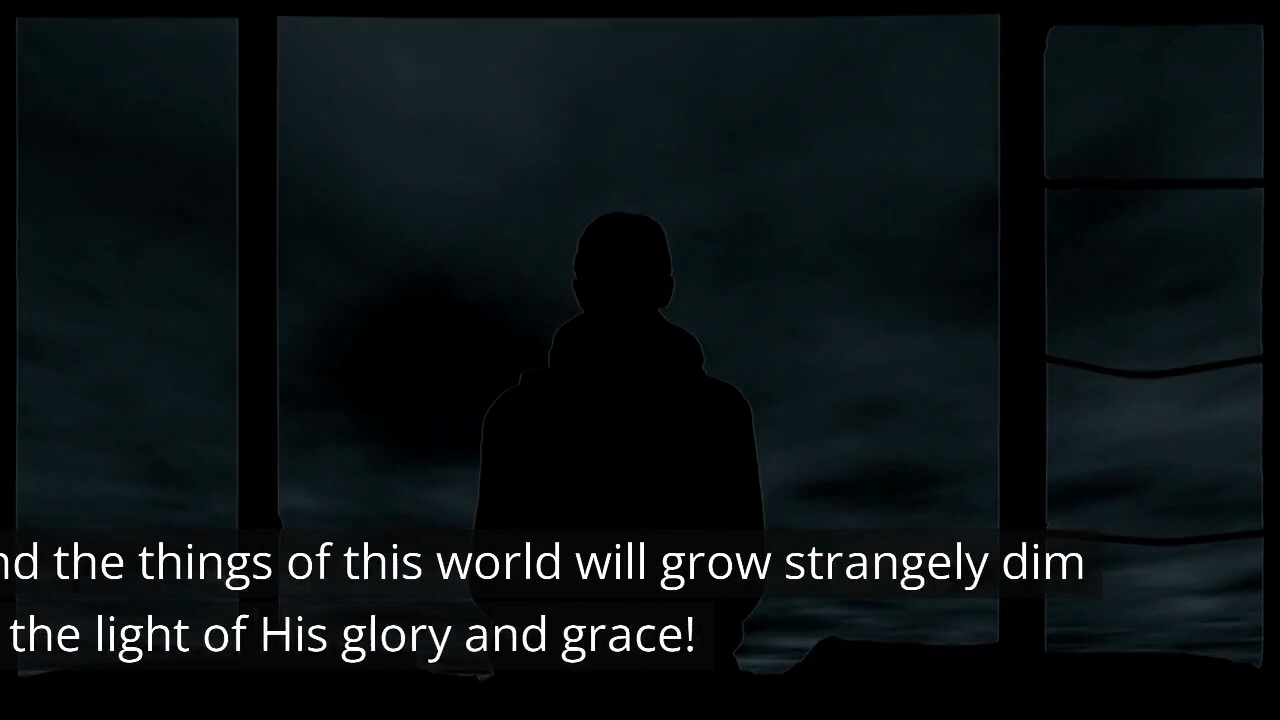 nd the things of this world will grow strangely dim
the light of His glory and grace!